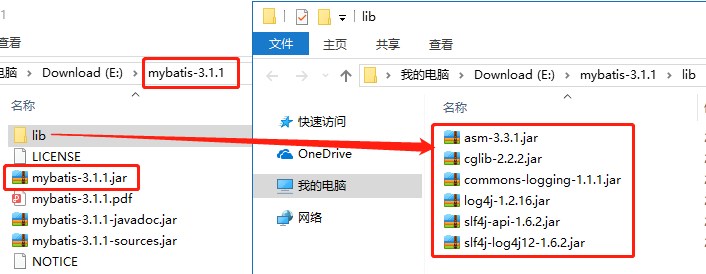 查看
电脑 Download (E:) mybatis-3.1.1
名称
lib
LICENSE
mybatis-3.1.1.jar
mybatis-3.1.1.pdf
mybatis-3.1.1-javadoc.jar
mybatis-3.1.1-sources.jar
NOTICE
lib
文件 主页 共享 查看
我的电脑 Download (E:) mybatis-3.1.1 lib
快速访问
OneDrive
我的电脑
网络
名称
asm-3.3.1.jar
cglib-2.2.2.jar
commons-logging-1.1.1.jar
log4j-1.2.16.jar
slf4j-api-1.6.2.jar
slf4j-log4j12-1.6.2.jar